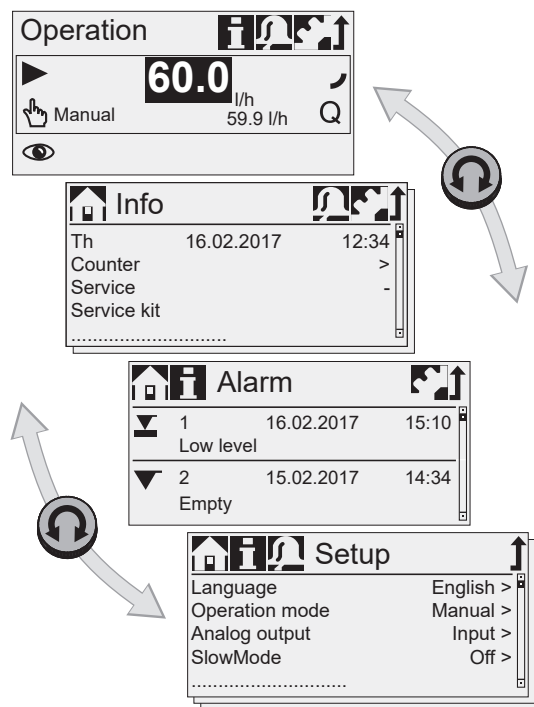 Operation
60.0
l/h
Manual 59.9 l/h Q
Info
Th 16.02.2017 12:34
Counter >
Service -
Service kit
.............................
Alarm
1 16.02.2017 15:10
Low level
2 15.02.2017 14:34
Empty
Setup
Language English >
Operation mode Manual >
Analog output Input >
SlowMode Off >
.............................